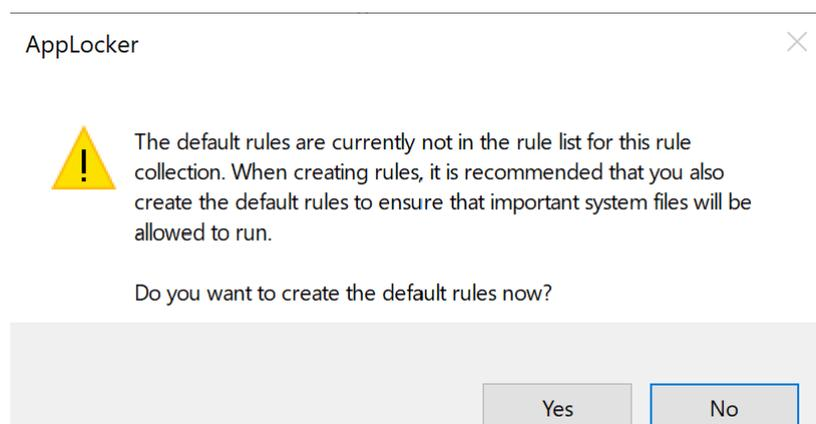 AppLocker
The default rules are currently not in the rule list for this rule
collection. When creating rules, it is recommended that you also
create the default rules to ensure that important system files will be
allowed to run.
Do you want to create the default rules now?
Yes
No